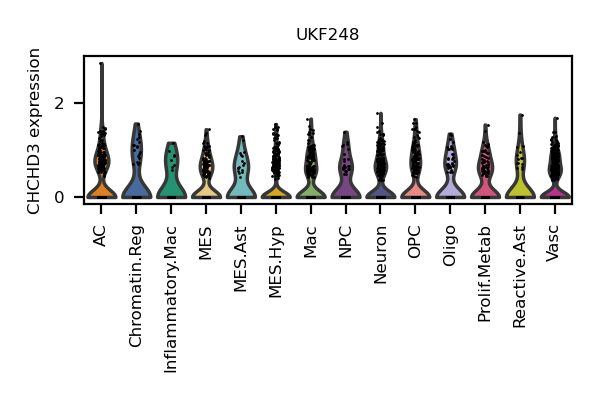 UKF248
CHCHD3 expression
2
0
AC
Chromatin.Reg
Inflammatory.Mac
MES
MES.Ast
MES.Hyp
Mac
NPC
Neuron
OPC
Oligo
Prolif.Metab
Reactive.Ast
Vasc